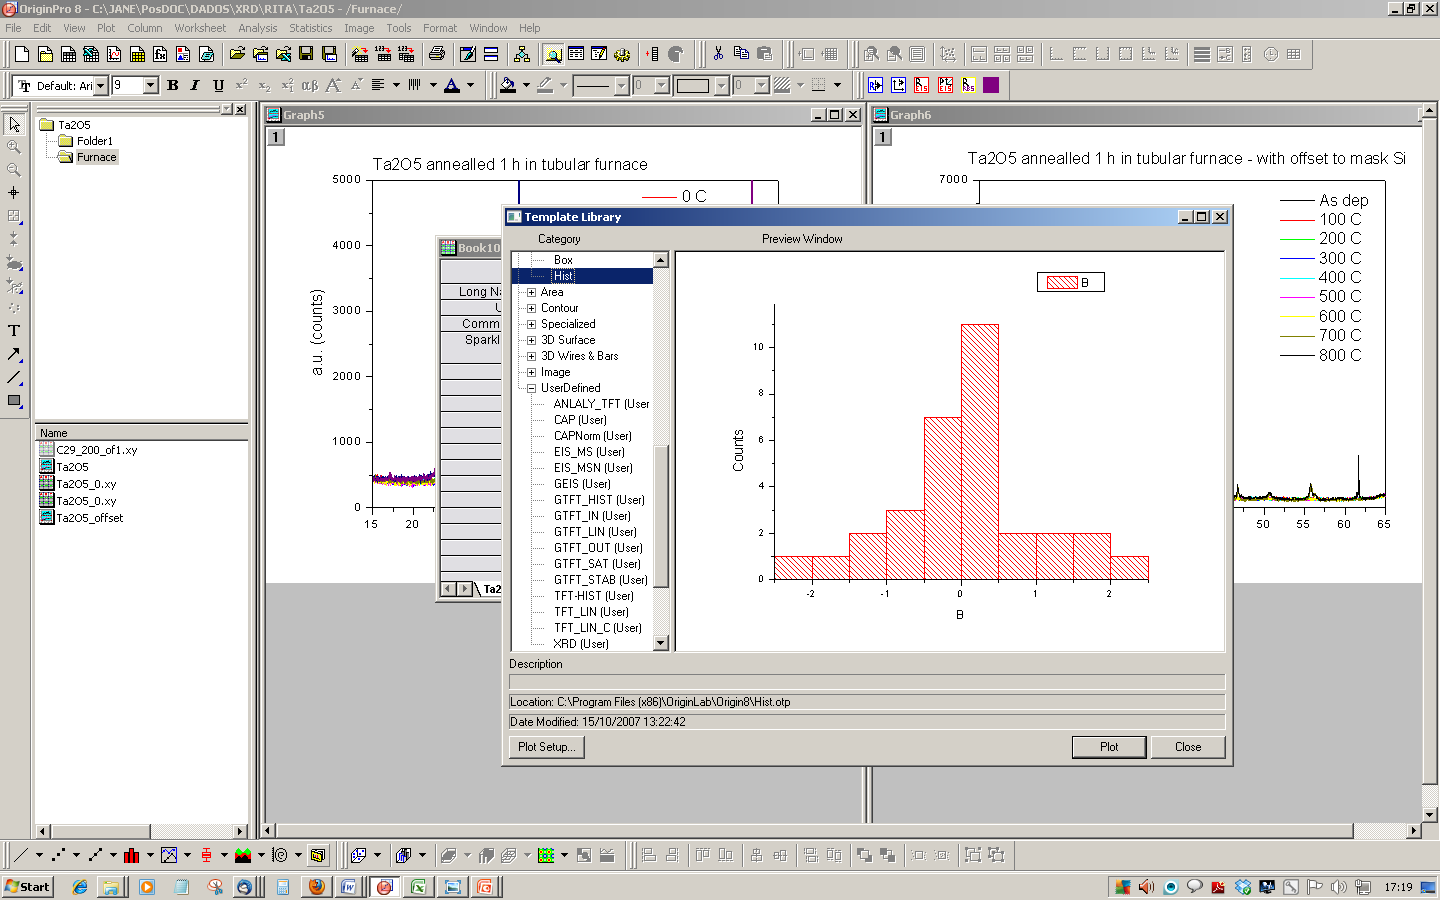 OriginPro 8 - C:\JANE\PosDOC\DADOS\XRD\RITA\Ta2O5 - /Furnace/
File Edit View Plot Column Worksheet Analysis Statistics Image Tools Format Window Help
Default: Ari 9 B I U
Ta2O5
Folder1
Furnace
Name
C29_200_of1.xy
Ta2O5
Ta2O5_0.xy
Ta2O5_0.xy
Ta2O5_offset
Graph5
1
Ta2O5 annealled 1 h in tubular furnace
5000
4000
3000
2000
1000
0
a.u. (counts)
15 20
0 C
Book10
Long Na
U
Comm
Sparkl
Ta2
Graph6
1
Ta2O5 annealled 1 h in tubular furnace - with offset to mask Si
7000
As dep
100 C
200 C
300 C
400 C
500 C
600 C
700 C
800 C
50 55 60 65
Template Library
Category
Preview Window
Box
Hist
Area
Contour
Specialized
3D Surface
3D Wires & Bars
Image
UserDefined
ANLALY_TFT (User
CAP (User)
CAPNorm (User)
EIS_MS (User)
EIS_MSN (User)
GEIS (User)
GTFT_HIST (User)
GTFT_IN (User)
GTFT_LIN (User)
GTFT_OUT (User)
GTFT_SAT (User)
GTFT_STAB (User)
TFT-HIST (User)
TFT_LIN (User)
TFT_LIN_C (User)
XRD (User)
B
10
8
6
4
2
0
Counts
-2 -1 0 1 2
B
Description
Location: C:\Program Files (x86)\OriginLab\Origin8\Hist.otp
Date Modified: 15/10/2007 13:22:42
Plot Setup...
Plot
Close
Start
17:19